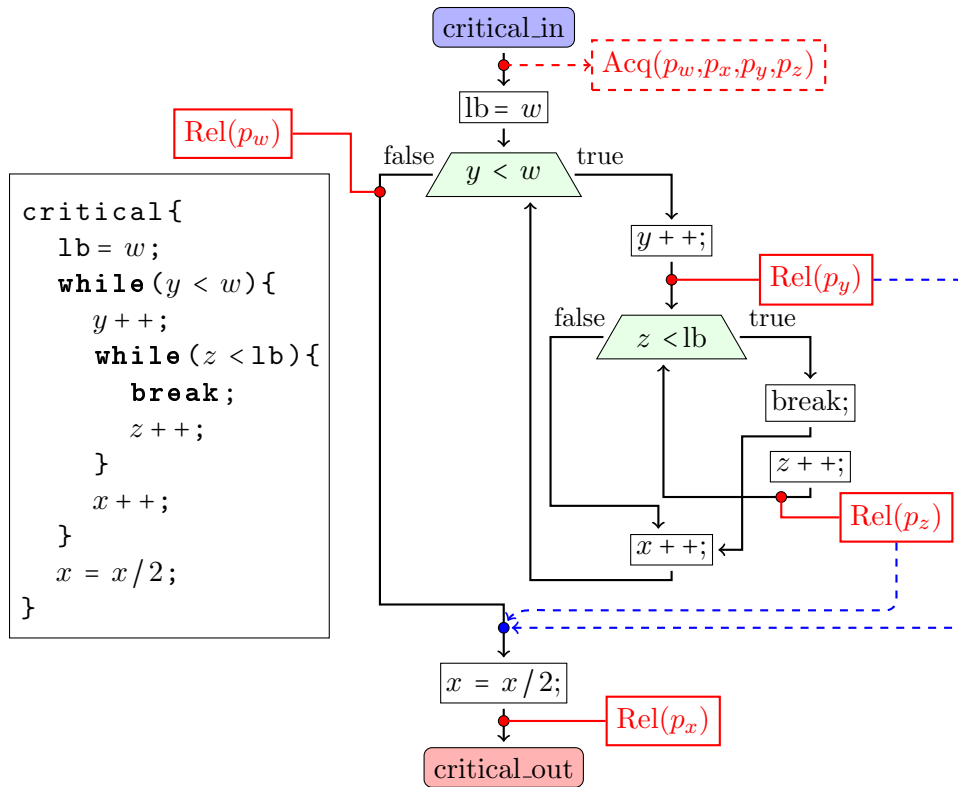 critical_in
Acq(p_w,p_x,p_y,p_z)
lb = w
Rel(p_w)
false
true
y < w
critical{
lb = w;
while(y < w){
y++;
while(z < lb){
break;
z++;
}
x++;
}
x = x/2;
}
y ++;
Rel(p_y)
false
true
z < lb
break;
z ++;
Rel(p_z)
x ++;
x = x/2;
Rel(p_x)
critical_out